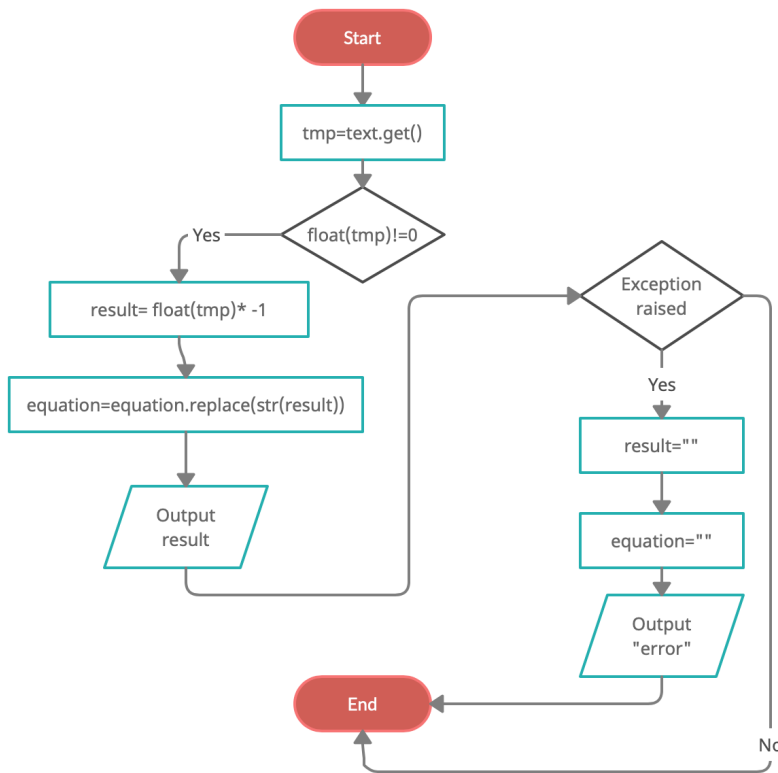 Start
tmp=text.get()
float(tmp)!=0
Yes
result= float(tmp)* -1
equation=equation.replace(str(result))
Output
result
Exception
raised
Yes
result=""
equation=""
Output
"error"
End
No